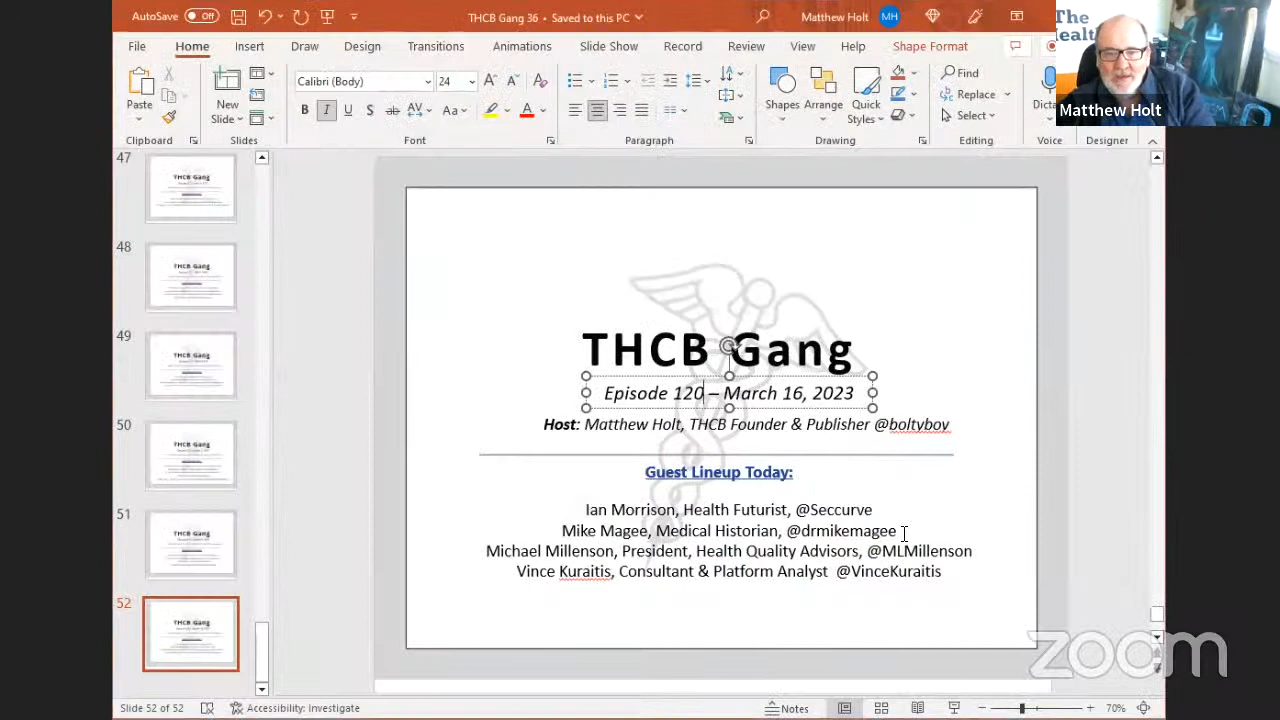 AutoSave Off
THCB Gang 36 • Saved to this PC
Matthew Holt MH
File Home Insert Draw Design Transitions Animations Slide Show Record Review View Help Shape Format
Paste
New
Slide
Calibri (Body) 24
Shapes Arrange Quick
Styles
Find
Replace
Select
Clipboard Slides Font Paragraph Drawing Editing Voice Designer
The
Matthew Holt
47
48
49
50
51
52
THCB Gang
Episode 120 – March 16, 2023
Host: Matthew Holt, THCB Founder & Publisher @boltyboy
Guest Lineup Today:
Ian Morrison, Health Futurist, @Seccurve
Mike Magee, Medical Historian, @drmikemagee
Michael Millenson, President, Health Quality Advisors, @MLMillenson
Vince Kuraitis, Consultant & Platform Analyst @VinceKuraitis
zoom
Slide 52 of 52 Accessibility: Investigate Notes 70%